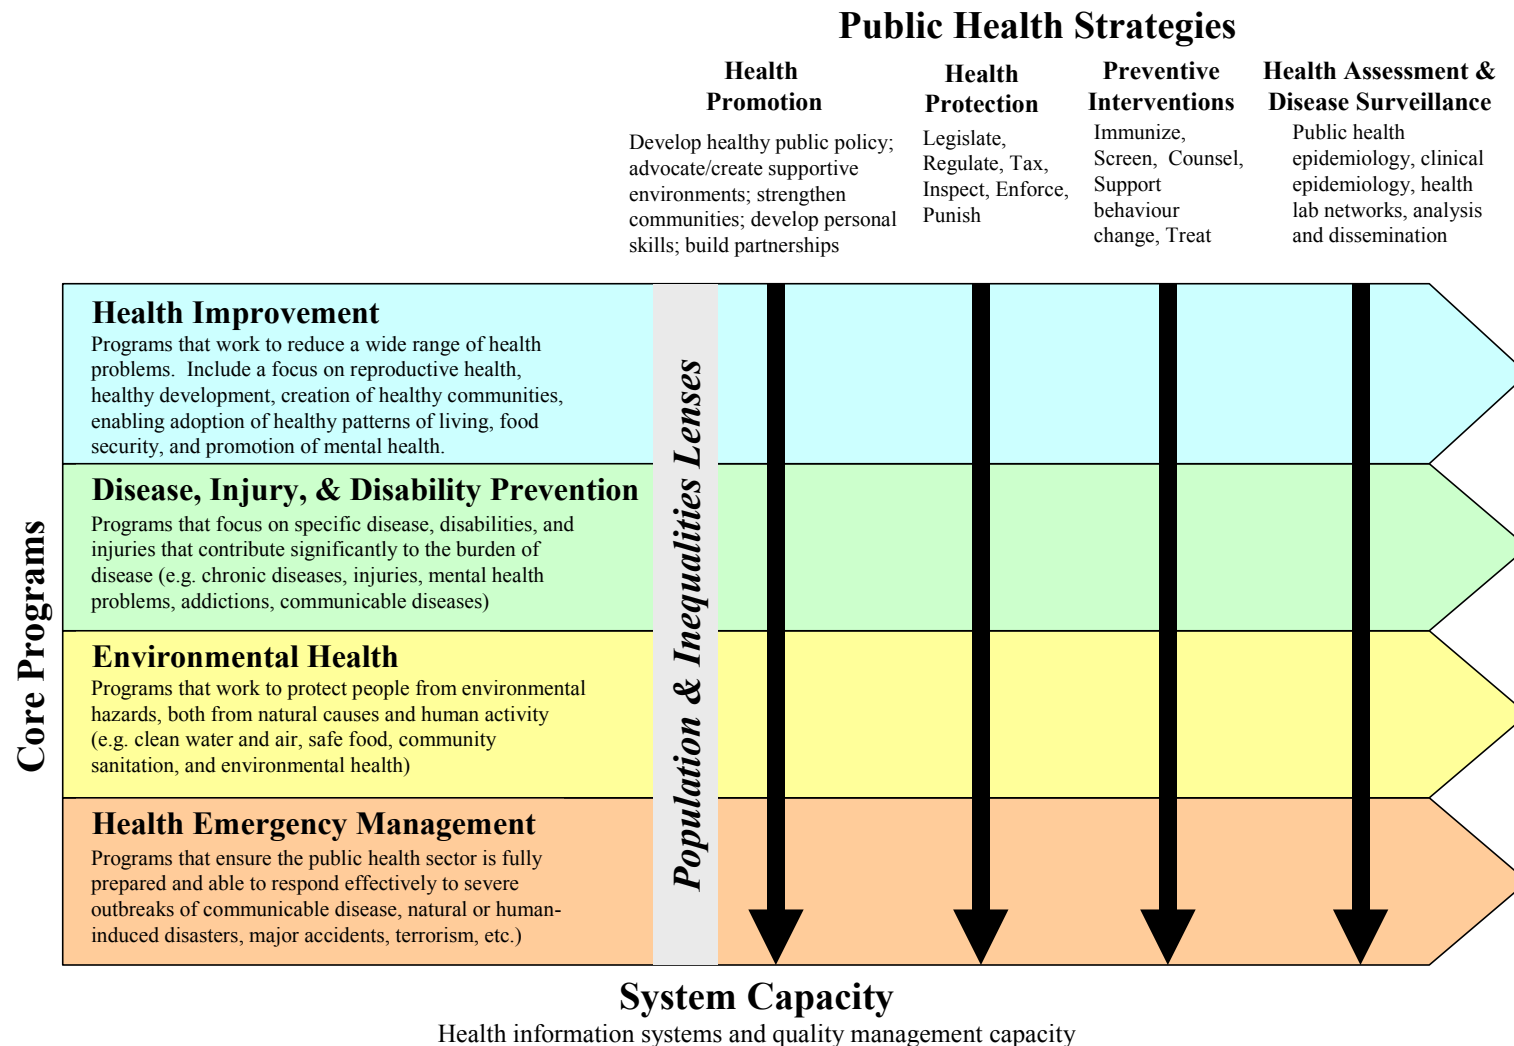 Public Health Strategies
Health
Promotion
Develop healthy public policy;
advocate/create supportive
environments; strengthen
communities; develop personal
skills; build partnerships
Health
Protection
Legislate,
Regulate, Tax,
Inspect, Enforce,
Punish
Preventive
Interventions
Immunize,
Screen,  Counsel,
Support
behaviour
change, Treat
Health Assessment &
Disease Surveillance
Public health
epidemiology, clinical
epidemiology, health
lab networks, analysis
and dissemination
Core Programs
Health Improvement
Programs that work to reduce a wide range of health
problems.  Include a focus on reproductive health,
healthy development, creation of healthy communities,
enabling adoption of healthy patterns of living, food
security, and promotion of mental health.
Disease, Injury, & Disability Prevention
Programs that focus on specific disease, disabilities, and
injuries that contribute significantly to the burden of
disease (e.g. chronic diseases, injuries, mental health
problems, addictions, communicable diseases)
Environmental Health
Programs that work to protect people from environmental
hazards, both from natural causes and human activity
(e.g. clean water and air, safe food, community
sanitation, and environmental health)
Health Emergency Management
Programs that ensure the public health sector is fully
prepared and able to respond effectively to severe
outbreaks of communicable disease, natural or human-
induced disasters, major accidents, terrorism, etc.)
Population & Inequalities Lenses
System Capacity
Health information systems and quality management capacity